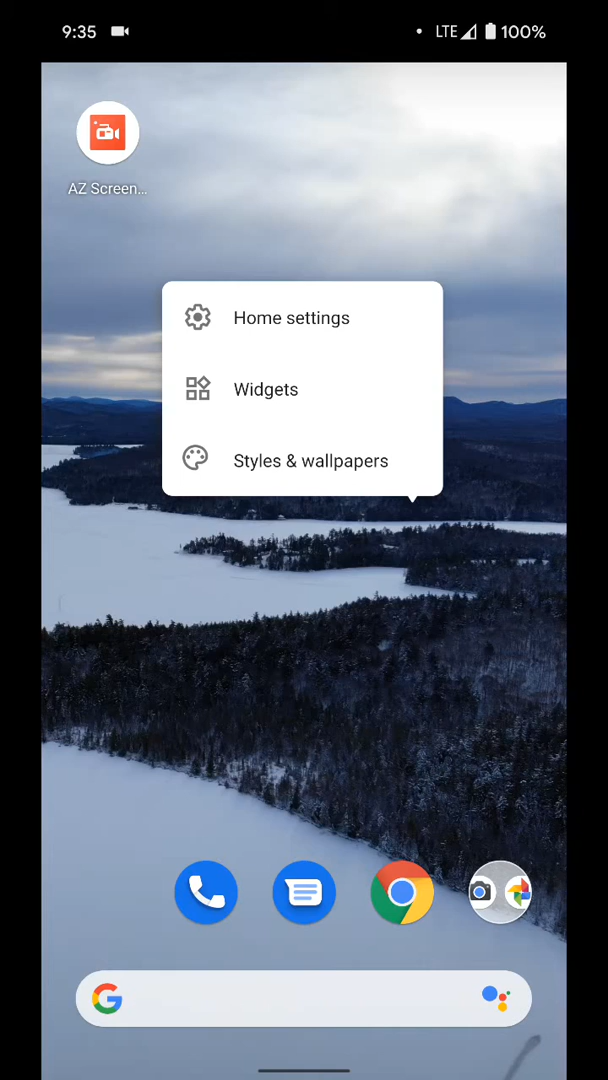 9:35
LTE 100%
AZ Screen...
Home settings
Widgets
Styles & wallpapers